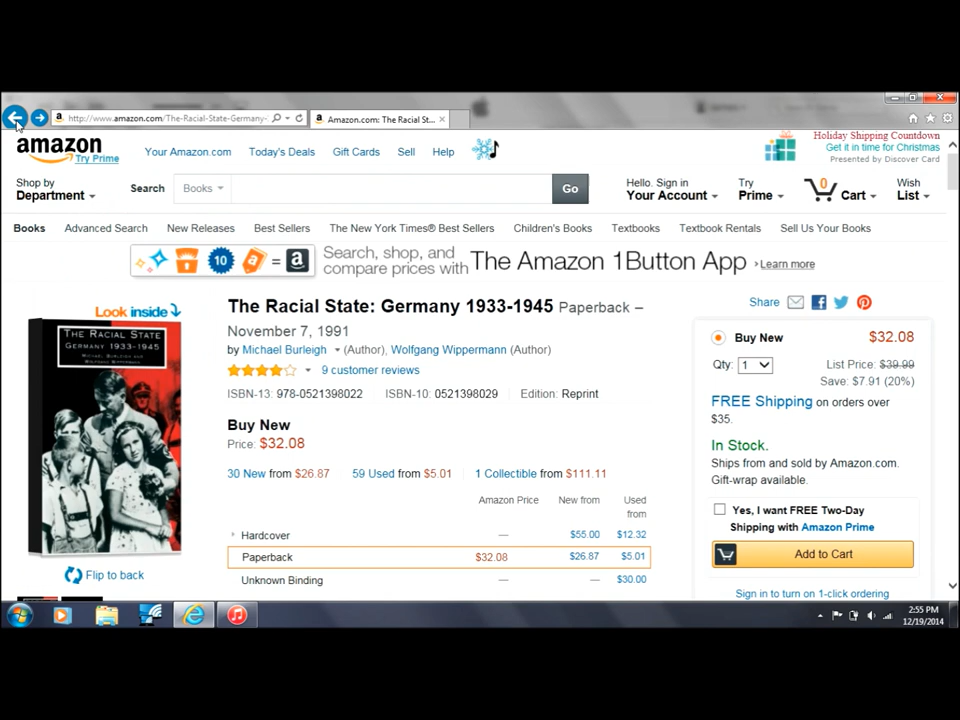 http://www.amazon.com/The-Racial-State-Germany-
Amazon.com: The Racial St...
amazon
Try Prime
Your Amazon.com
Today's Deals
Gift Cards
Sell
Help
Holiday Shipping Countdown
Get it in time for Christmas
Presented by Discover Card
Shop by
Department
Search
Books
Go
Hello. Sign in
Your Account
Try
Prime
0
Cart
Wish
List
Books
Advanced Search
New Releases
Best Sellers
The New York Times® Best Sellers
Children's Books
Textbooks
Textbook Rentals
Sell Us Your Books
10
=
a
Search, shop, and
compare prices with
The Amazon 1Button App
Learn more
Look inside
THE RACIAL STATE
GERMANY 1933-1945
MICHAEL BURLEIGH AND
WOLFGANG WIPPERMANN
Flip to back
The Racial State: Germany 1933-1945 Paperback –
November 7, 1991
by Michael Burleigh (Author), Wolfgang Wippermann (Author)
9 customer reviews
ISBN-13: 978-0521398022 ISBN-10: 0521398029 Edition: Reprint
Buy New
Price: $32.08
30 New from $26.87 59 Used from $5.01 1 Collectible from $111.11
Amazon Price New from Used
from
Hardcover — $55.00 $12.32
Paperback $32.08 $26.87 $5.01
Unknown Binding — — $30.00
Share
Buy New $32.08
Qty: 1 List Price: $39.99
Save: $7.91 (20%)
FREE Shipping on orders over
$35.
In Stock.
Ships from and sold by Amazon.com.
Gift-wrap available.
Yes, I want FREE Two-Day
Shipping with Amazon Prime
Add to Cart
Sign in to turn on 1-click ordering
2:55 PM
12/19/2014